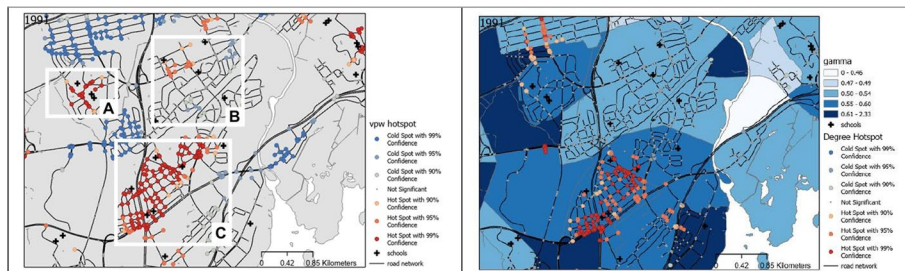 1991
A
B
C
vpw hotspot
Cold Spot with 99%
Confidence
Cold Spot with 95%
Confidence
Cold Spot with 90%
Confidence
Not Significant
Hot Spot with 90%
Confidence
Hot Spot with 95%
Confidence
Hot Spot with 99%
Confidence
schools
road network
0 0.42 0.85 Kilometers
1991
gamma
0 - 0.46
0.47 - 0.49
0.50 - 0.54
0.55 - 0.60
0.61 - 2.33
schools
Degree Hotspot
Cold Spot with 99%
Confidence
Cold Spot with 95%
Confidence
Cold Spot with 90%
Confidence
Not Significant
Hot Spot with 90%
Confidence
Hot Spot with 95%
Confidence
Hot Spot with 99%
Confidence
road network
0 0.42 0.85 Kilometers